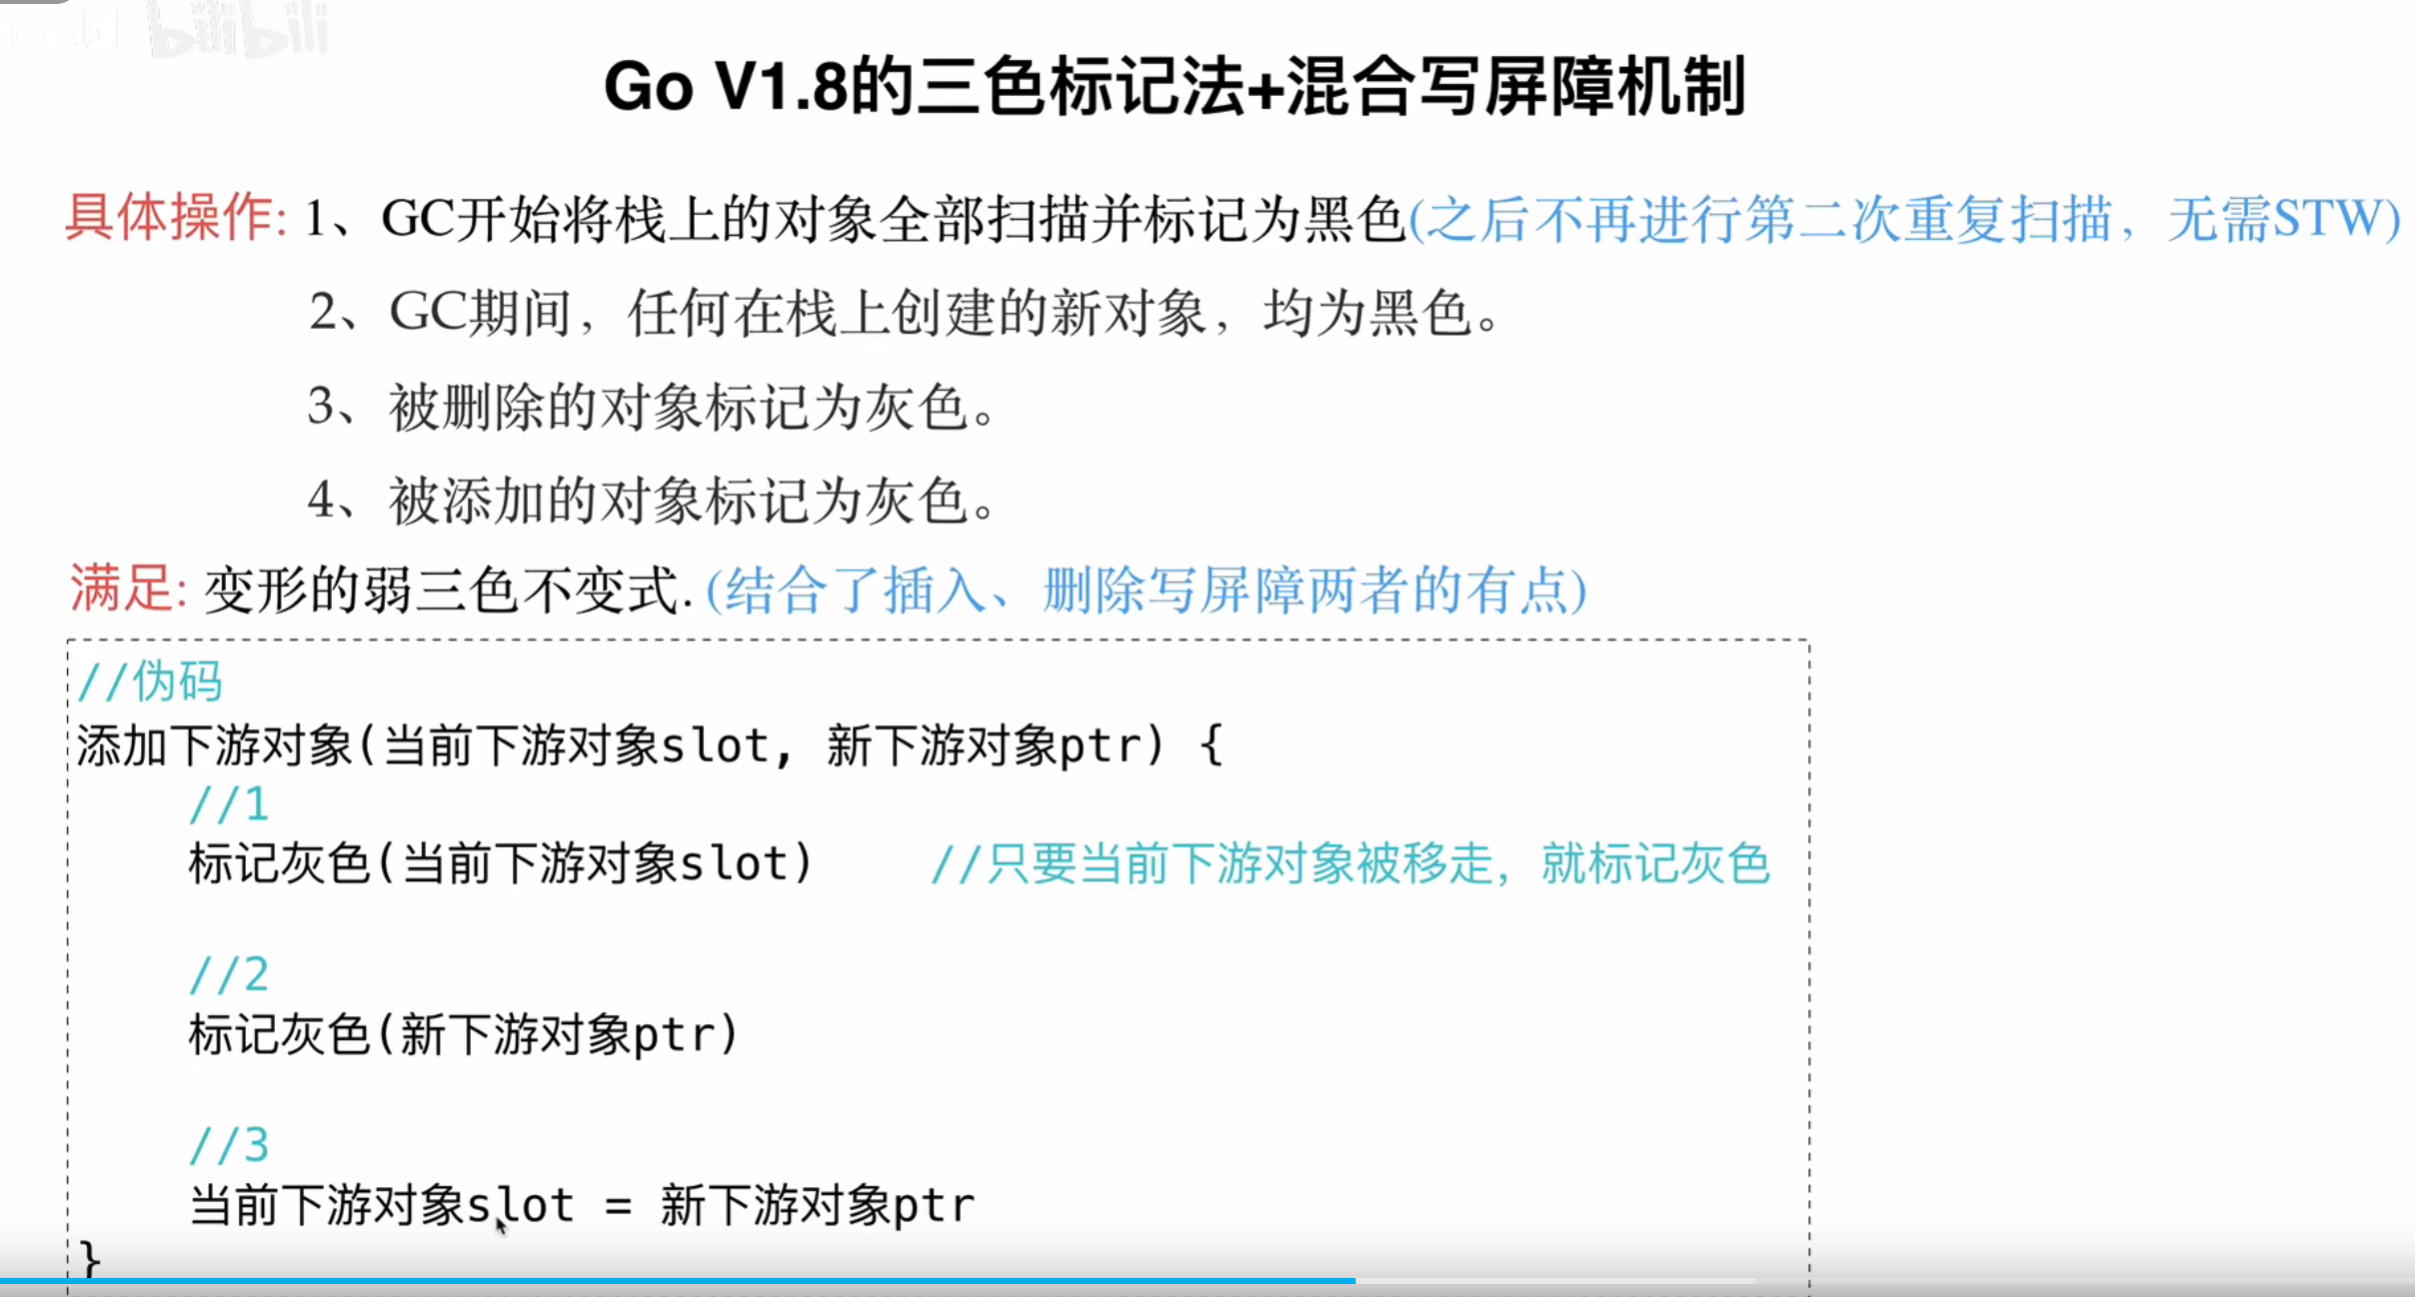 bilibili
Go V1.8的三色标记法+混合写屏障机制
具体操作: 1、GC开始将栈上的对象全部扫描并标记为黑色(之后不再进行第二次重复扫描，无需STW)
2、GC期间，任何在栈上创建的新对象，均为黑色。
3、被删除的对象标记为灰色。
4、被添加的对象标记为灰色。
满足: 变形的弱三色不变式. (结合了插入、删除写屏障两者的有点)
//伪码
添加下游对象(当前下游对象slot, 新下游对象ptr) {
//1
标记灰色(当前下游对象slot) //只要当前下游对象被移走，就标记灰色
//2
标记灰色(新下游对象ptr)
//3
当前下游对象slot = 新下游对象ptr
}